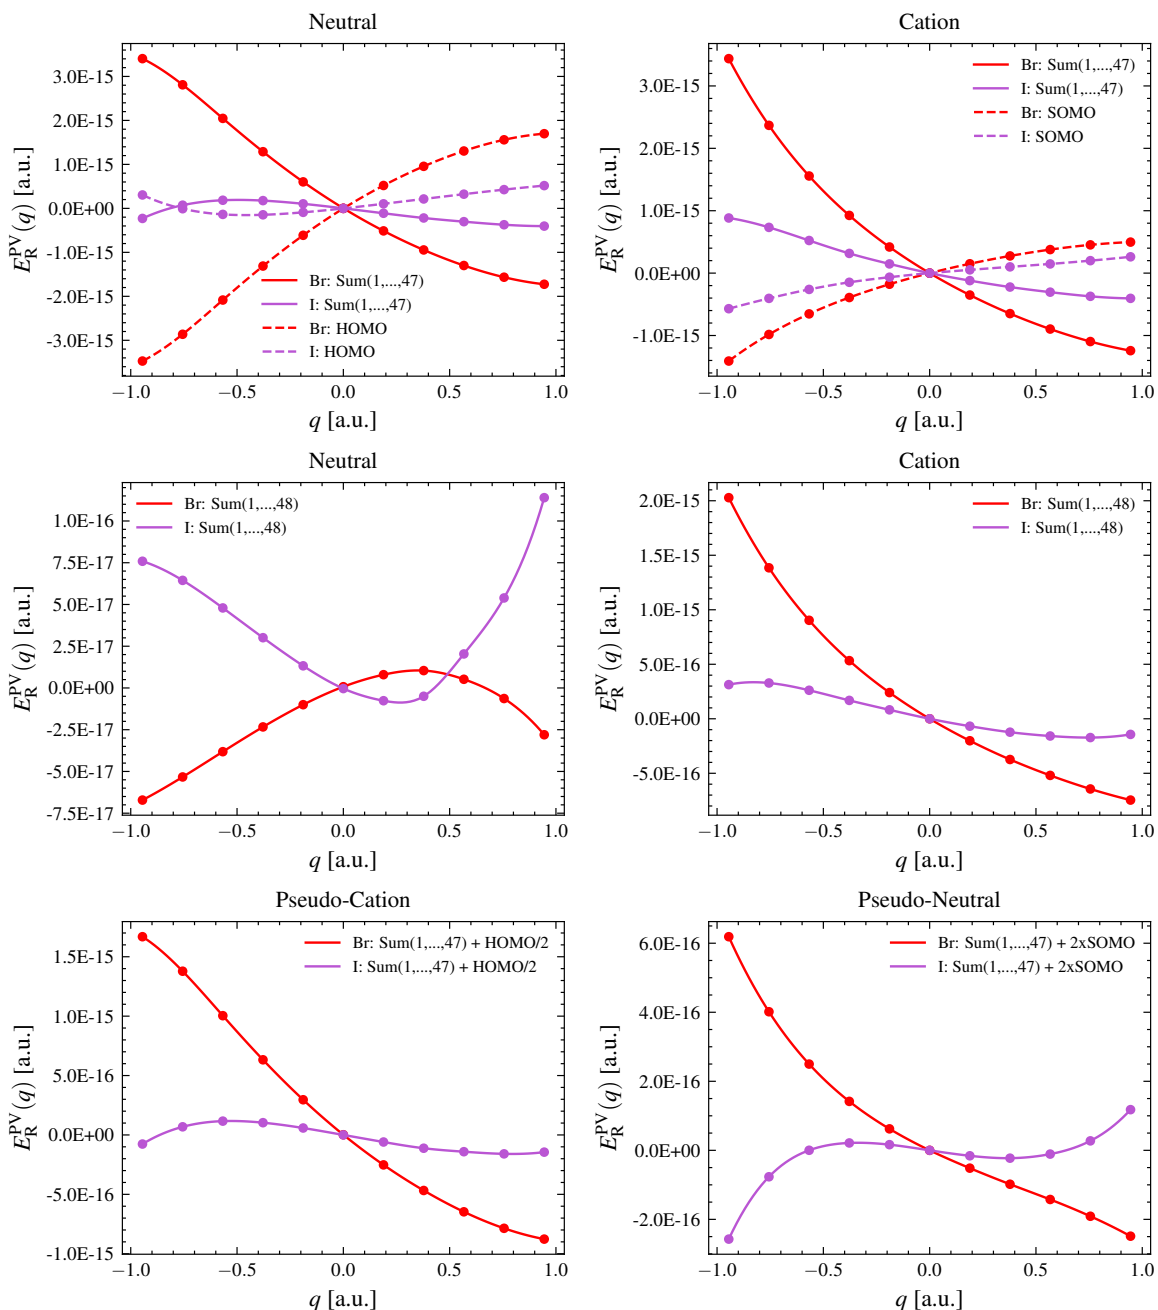 Neutral
E_R^PV(q) [a.u.]
3.0E-15
2.0E-15
1.0E-15
0.0E+00
-1.0E-15
-2.0E-15
-3.0E-15
Br: Sum(1,...,47)
I: Sum(1,...,47)
Br: HOMO
I: HOMO
−1.0 −0.5 0.0 0.5 1.0
q [a.u.]
Cation
E_R^PV(q) [a.u.]
3.0E-15
2.0E-15
1.0E-15
0.0E+00
-1.0E-15
Br: Sum(1,...,47)
I: Sum(1,...,47)
Br: SOMO
I: SOMO
−1.0 −0.5 0.0 0.5 1.0
q [a.u.]
Neutral
E_R^PV(q) [a.u.]
1.0E-16
7.5E-17
5.0E-17
2.5E-17
0.0E+00
-2.5E-17
-5.0E-17
-7.5E-17
Br: Sum(1,...,48)
I: Sum(1,...,48)
−1.0 −0.5 0.0 0.5 1.0
q [a.u.]
Cation
E_R^PV(q) [a.u.]
2.0E-15
1.5E-15
1.0E-15
5.0E-16
0.0E+00
-5.0E-16
Br: Sum(1,...,48)
I: Sum(1,...,48)
−1.0 −0.5 0.0 0.5 1.0
q [a.u.]
Pseudo-Cation
E_R^PV(q) [a.u.]
1.5E-15
1.0E-15
5.0E-16
0.0E+00
-5.0E-16
-1.0E-15
Br: Sum(1,...,47) + HOMO/2
I: Sum(1,...,47) + HOMO/2
−1.0 −0.5 0.0 0.5 1.0
q [a.u.]
Pseudo-Neutral
E_R^PV(q) [a.u.]
6.0E-16
4.0E-16
2.0E-16
0.0E+00
-2.0E-16
Br: Sum(1,...,47) + 2xSOMO
I: Sum(1,...,47) + 2xSOMO
−1.0 −0.5 0.0 0.5 1.0
q [a.u.]